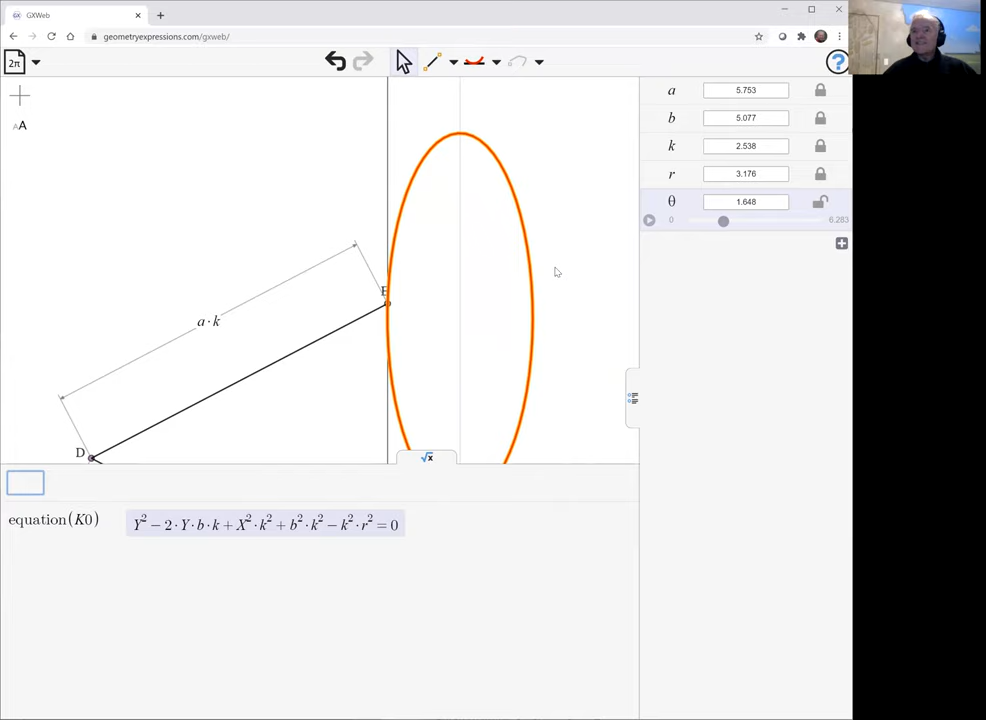 GXWeb
geometryexpressions.com/gxweb/
2π
?
AA
a 5.753
b 5.077
k 2.538
r 3.176
θ 1.648
0 6.283
a·k
D
√x
equation(K0) Y² − 2·Y·b·k + X²·k² + b²·k² − k²·r² = 0